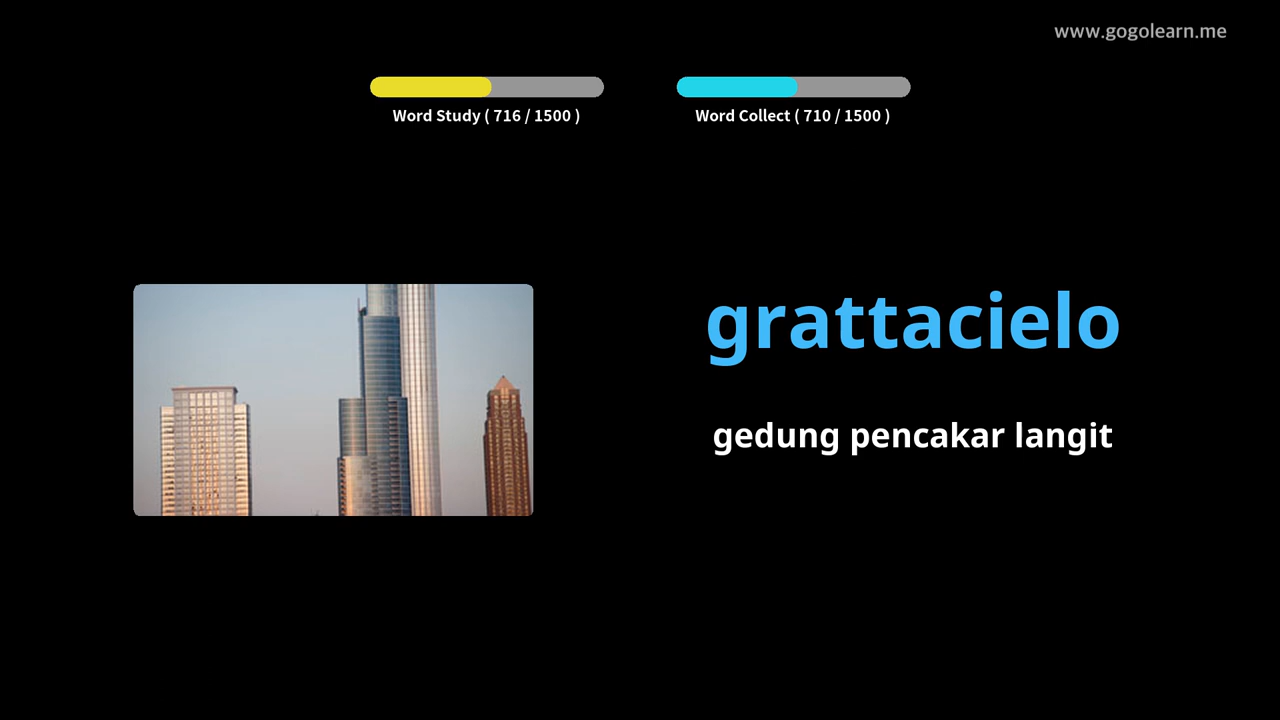 www.gogolearn.me
Word Study ( 716 / 1500 )
Word Collect ( 710 / 1500 )
grattacielo
gedung pencakar langit